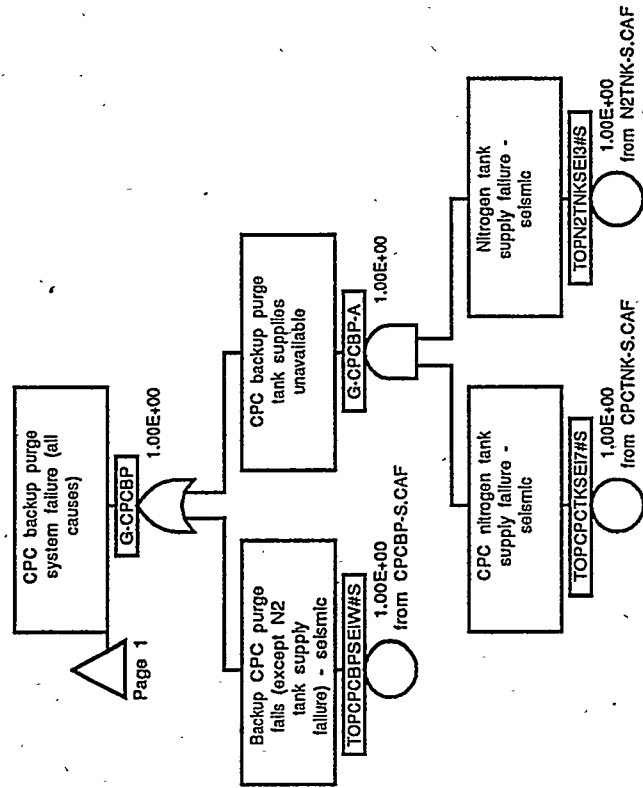 CPC backup purge
system failure (all
causes)
G-CPCBP
1.00E+00
Page 1
Backup CPC purge
fails (except N2
tank supply
failure) - seismic
TOPCPCBPSEIW#S
1.00E+00
from CPCBP-S.CAF
CPC backup purge
tank supplies
unavailable
G-CPCBP-A
1.00E+00
CPC nitrogen tank
supply failure -
seismic
TOPCPCTKSEI7#S
1.00E+00
from CPCTNK-S.CAF
Nitrogen tank
supply failure -
seismic
TOPN2TNKSEI3#S
1.00E+00
from N2TNK-S.CAF